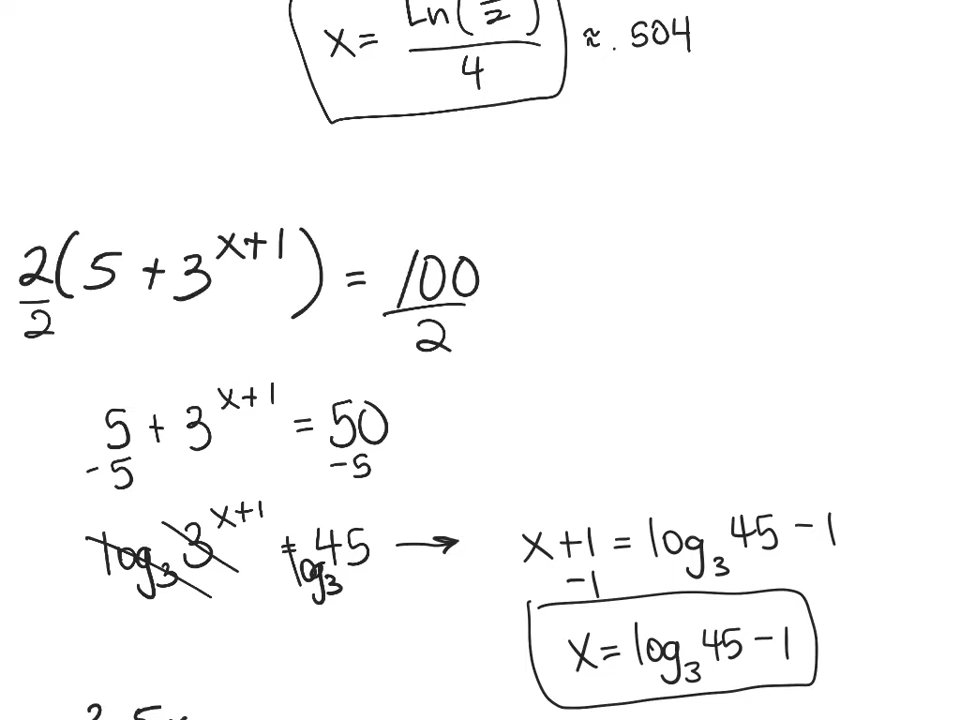 x = Ln( /2) / 4 ≈ .504
2(5 + 3^(x+1)) / 2 = 100 / 2
5 + 3^(x+1) = 50
-5 -5
log₃ 3^(x+1) = log₃ 45 → x+1 = log₃ 45 - 1
-1
x = log₃ 45 - 1